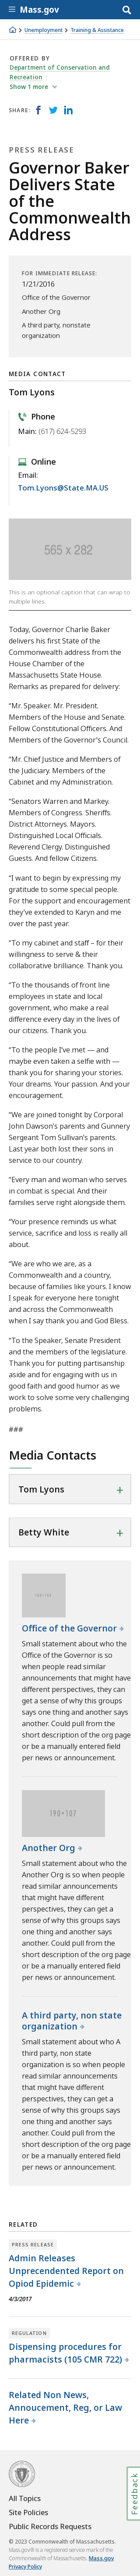 Mass.gov
Unemployment
Training & Assistance
OFFERED BY
Department of Conservation and
Recreation
Show 1 more
SHARE:
PRESS RELEASE
Governor Baker
Delivers State
of the
Commonwealth
Address
FOR IMMEDIATE RELEASE:
1/21/2016
Office of the Governor
Another Org
A third party, nonstate
organization
MEDIA CONTACT
Tom Lyons
Phone
Main: (617) 624-5293
Online
Email:
Tom.Lyons@State.MA.US
565 x 282
This is an optional caption that can wrap to
multiple lines.
Today, Governor Charlie Baker
delivers his first State of the
Commonwealth address from the
House Chamber of the
Massachusetts State House.
Remarks as prepared for delivery:
“Mr. Speaker. Mr. President.
Members of the House and Senate.
Fellow Constitutional Officers. And
Members of the Governor’s Council.
“Mr. Chief Justice and Members of
the Judiciary. Members of the
Cabinet and my Administration.
“Senators Warren and Markey.
Members of Congress. Sheriffs.
District Attorneys. Mayors.
Distinguished Local Officials.
Reverend Clergy. Distinguished
Guests. And fellow Citizens.
“I want to begin by expressing my
gratitude to some special people.
For the support and encouragement
they’ve extended to Karyn and me
over the past year.
“To my cabinet and staff – for their
willingness to serve & their
collaborative brilliance. Thank you.
“To the thousands of front line
employees in state and local
government, who make a real
impact every day in the lives of
our citizens. Thank you.
“To the people I’ve met — and
maybe even taken a selfie with —
thank you for sharing your stories.
Your dreams. Your passion. And your
encouragement.
“We are joined tonight by Corporal
John Dawson’s parents and Gunnery
Sergeant Tom Sullivan’s parents.
Last year both lost their sons in
service to our country.
“Every man and woman who serves
is special. And it’s their
families serve right alongside them.
“Your presence reminds us what
service, sacrifice and loss is really all
about.
“We are who we are, as a
Commonwealth and a country,
because of families like yours. I know
I speak for everyone tonight and
across the Commonwealth
when I say thank you and God Bless.
“To the Speaker, Senate President
and the members of the legislature.
Thank you for putting partisanship
aside and engaging with us in
good faith and good humor as we
work to solve some very challenging
problems.
###
Media Contacts
Tom Lyons
Betty White
Office of the Governor
Small statement about who the
Office of the Governor is so
when people read similar
announcements that might have
different perspectives, they can
get a sense of why this groups
says one thing and another says
another. Could pull from the
short description of the org page
or be a manually entered field
per news or announcement.
190×107
Another Org
Small statement about who the
Another Org is so when people
read similar announcements
that might have different
perspectives, they can get a
sense of why this groups says
one thing and another says
another. Could pull from the
short description of the org page
or be a manually entered field
per news or announcement.
A third party, non state
organization
Small statement about who A
third party, non state
organization is so when people
read similar announcements
that might have different
perspectives, they can get a
sense of why this groups says
one thing and another says
another. Could pull from the
short description of the org page
or be a manually entered field
per news or announcement.
RELATED
PRESS RELEASE
Admin Releases
Unprecendented Report on
Opiod Epidemic
4/3/2017
REGULATION
Dispensing procedures for
pharmacists (105 CMR 722)
Related Non News,
Annoucement, Reg, or Law
Here
Feedback
All Topics
Site Policies
Public Records Requests
© 2023 Commonwealth of Massachusetts.
Mass.gov® is a registered service mark of the
Commonwealth of Massachusetts. Mass.gov
Privacy Policy